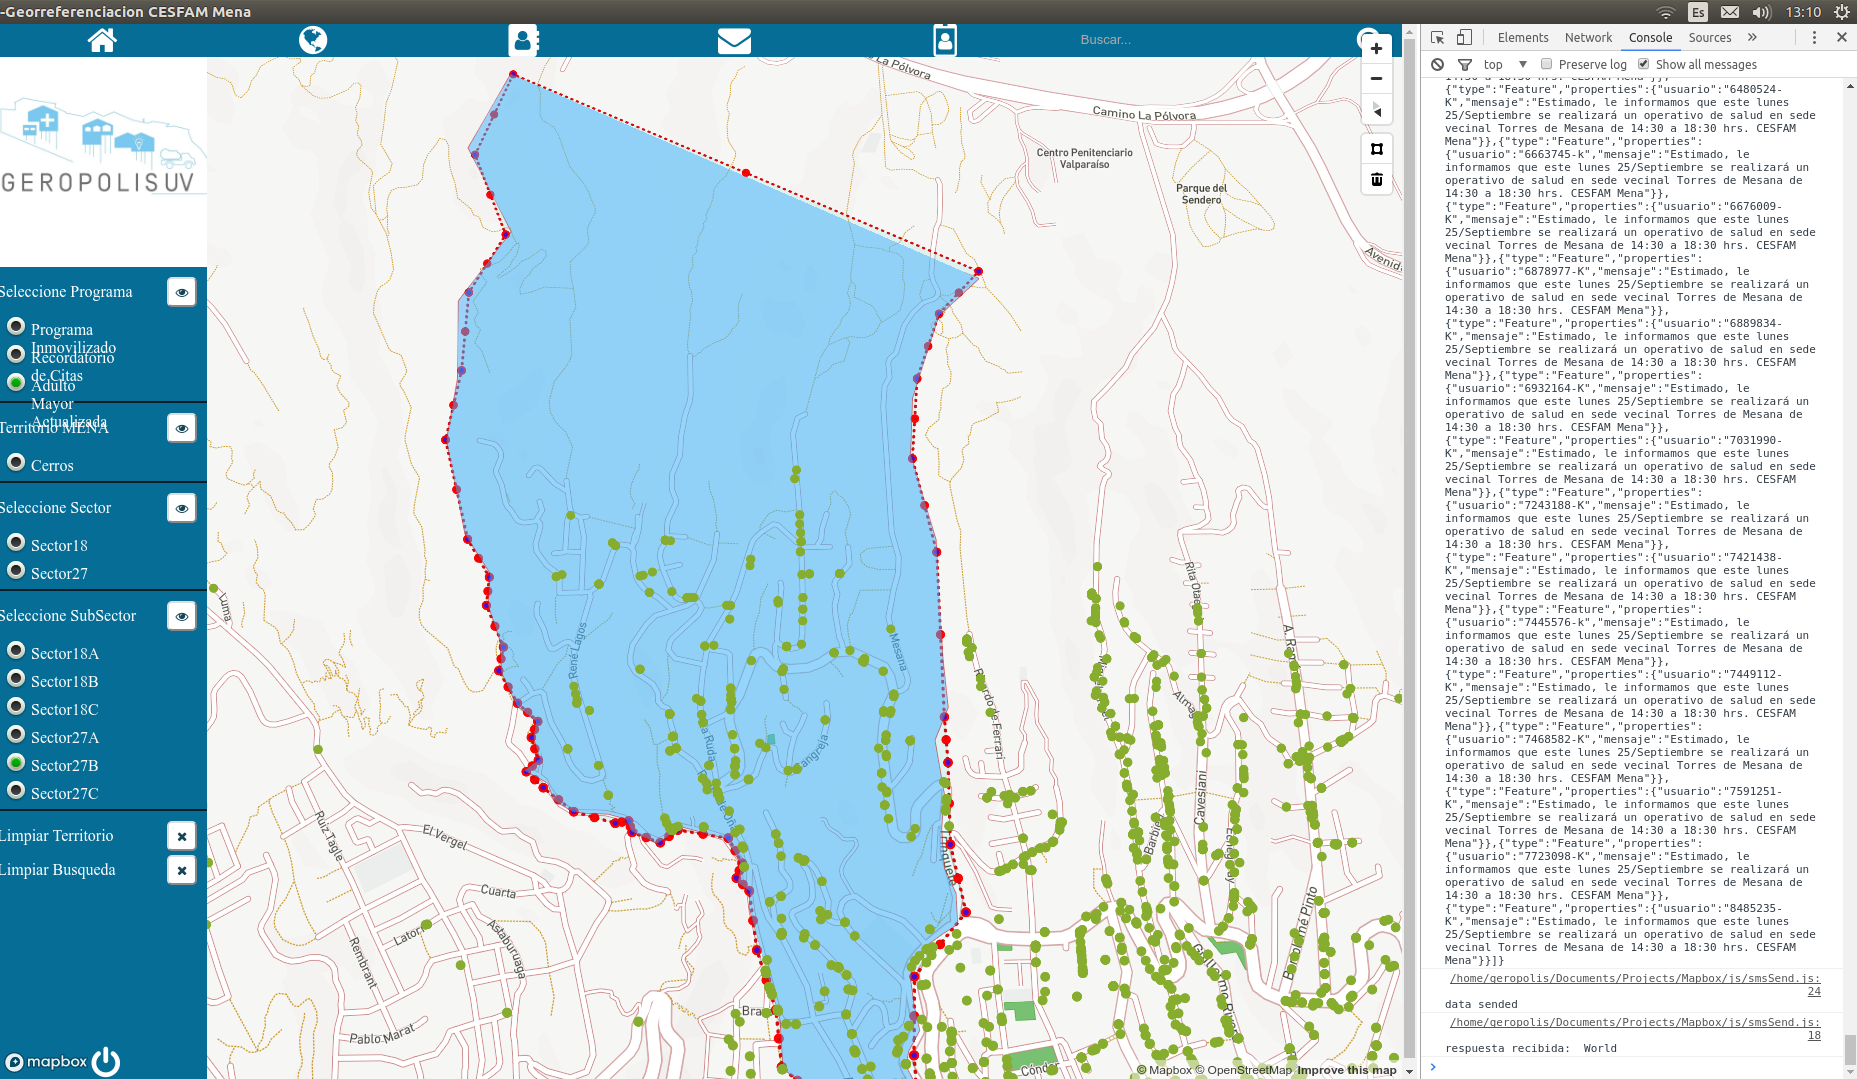 -Georreferenciacion CESFAM Mena
Es
13:10
Buscar...
GEROPOLISUV
Seleccione Programa
Programa
Inmovilizado
Recordatorio
de Citas
Adulto
Mayor
Actualizada
Territorio MENA
Cerros
Seleccione Sector
Sector18
Sector27
Seleccione SubSector
Sector18A
Sector18B
Sector18C
Sector27A
Sector27B
Sector27C
Limpiar Territorio
Limpiar Busqueda
mapbox
La Pólvora
Camino La Pólvora
Centro Penitenciario
Valparaíso
Parque del
Sendero
Avenid
Rita Otae
René Lagos
Mesana
Cangreja
Ricardo de Ferrari
Trinquete
Cavesiani
Barbie
Bartolomé Pinto
Ruiz Tagle
El Vergel
Cuarta
Astaburuaga
Latorr
Rembrant
Pablo Marat
Bra
Cóndor
© Mapbox © OpenStreetMap Improve this map
Elements Network Console Sources
top Preserve log Show all messages
14:30 a 18:30 hrs. CESFAM Mena"}},
{"type":"Feature","properties":{"usuario":"6480524-
K","mensaje":"Estimado, le informamos que este lunes
25/Septiembre se realizará un operativo de salud en sede
vecinal Torres de Mesana de 14:30 a 18:30 hrs. CESFAM
Mena"}},{"type":"Feature","properties":
{"usuario":"6663745-k","mensaje":"Estimado, le
informamos que este lunes 25/Septiembre se realizará un
operativo de salud en sede vecinal Torres de Mesana de
14:30 a 18:30 hrs. CESFAM Mena"}},
{"type":"Feature","properties":{"usuario":"6676009-
K","mensaje":"Estimado, le informamos que este lunes
25/Septiembre se realizará un operativo de salud en sede
vecinal Torres de Mesana de 14:30 a 18:30 hrs. CESFAM
Mena"}},{"type":"Feature","properties":
{"usuario":"6878977-K","mensaje":"Estimado, le
informamos que este lunes 25/Septiembre se realizará un
operativo de salud en sede vecinal Torres de Mesana de
14:30 a 18:30 hrs. CESFAM Mena"}},
{"type":"Feature","properties":{"usuario":"6889834-
K","mensaje":"Estimado, le informamos que este lunes
25/Septiembre se realizará un operativo de salud en sede
vecinal Torres de Mesana de 14:30 a 18:30 hrs. CESFAM
Mena"}},{"type":"Feature","properties":
{"usuario":"6932164-K","mensaje":"Estimado, le
informamos que este lunes 25/Septiembre se realizará un
operativo de salud en sede vecinal Torres de Mesana de
14:30 a 18:30 hrs. CESFAM Mena"}},
{"type":"Feature","properties":{"usuario":"7031990-
K","mensaje":"Estimado, le informamos que este lunes
25/Septiembre se realizará un operativo de salud en sede
vecinal Torres de Mesana de 14:30 a 18:30 hrs. CESFAM
Mena"}},{"type":"Feature","properties":
{"usuario":"7243188-K","mensaje":"Estimado, le
informamos que este lunes 25/Septiembre se realizará un
operativo de salud en sede vecinal Torres de Mesana de
14:30 a 18:30 hrs. CESFAM Mena"}},
{"type":"Feature","properties":{"usuario":"7421438-
K","mensaje":"Estimado, le informamos que este lunes
25/Septiembre se realizará un operativo de salud en sede
vecinal Torres de Mesana de 14:30 a 18:30 hrs. CESFAM
Mena"}},{"type":"Feature","properties":
{"usuario":"7445576-k","mensaje":"Estimado, le
informamos que este lunes 25/Septiembre se realizará un
operativo de salud en sede vecinal Torres de Mesana de
14:30 a 18:30 hrs. CESFAM Mena"}},
{"type":"Feature","properties":{"usuario":"7449112-
K","mensaje":"Estimado, le informamos que este lunes
25/Septiembre se realizará un operativo de salud en sede
vecinal Torres de Mesana de 14:30 a 18:30 hrs. CESFAM
Mena"}},{"type":"Feature","properties":
{"usuario":"7468582-K","mensaje":"Estimado, le
informamos que este lunes 25/Septiembre se realizará un
operativo de salud en sede vecinal Torres de Mesana de
14:30 a 18:30 hrs. CESFAM Mena"}},
{"type":"Feature","properties":{"usuario":"7591251-
K","mensaje":"Estimado, le informamos que este lunes
25/Septiembre se realizará un operativo de salud en sede
vecinal Torres de Mesana de 14:30 a 18:30 hrs. CESFAM
Mena"}},{"type":"Feature","properties":
{"usuario":"7723098-K","mensaje":"Estimado, le
informamos que este lunes 25/Septiembre se realizará un
operativo de salud en sede vecinal Torres de Mesana de
14:30 a 18:30 hrs. CESFAM Mena"}},
{"type":"Feature","properties":{"usuario":"8485235-
K","mensaje":"Estimado, le informamos que este lunes
25/Septiembre se realizará un operativo de salud en sede
vecinal Torres de Mesana de 14:30 a 18:30 hrs. CESFAM
Mena"}}]}
/home/geropolis/Documents/Projects/Mapbox/js/smsSend.js:
24
data sended
/home/geropolis/Documents/Projects/Mapbox/js/smsSend.js:
18
respuesta recibida: World